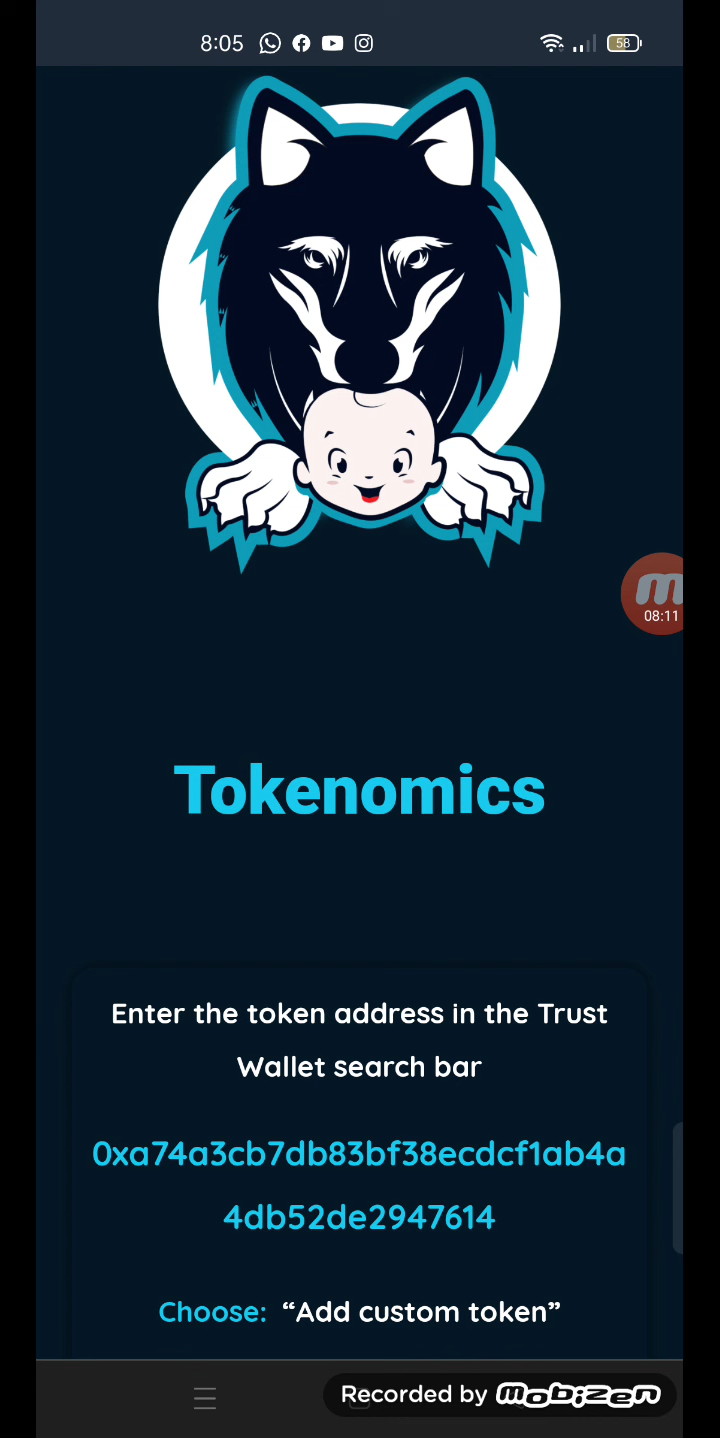 8:05
58
m
08:11
Tokenomics
Enter the token address in the Trust
Wallet search bar
0xa74a3cb7db83bf38ecdcf1ab4a
4db52de2947614
Choose: “Add custom token”
Recorded by mobizen